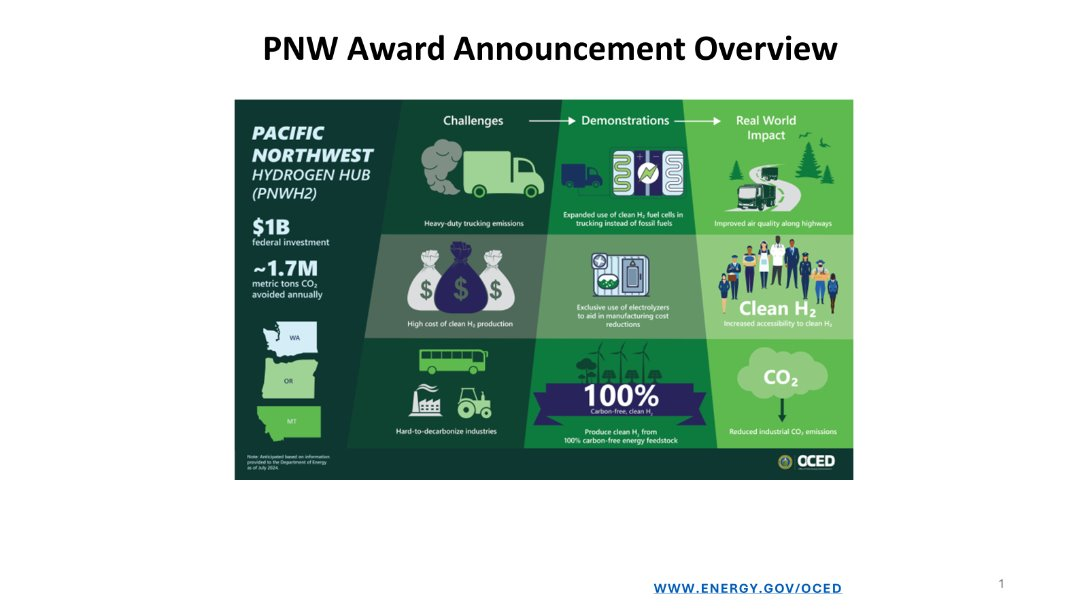 PNW Award Announcement Overview
PACIFIC
NORTHWEST
HYDROGEN HUB
(PNWH2)
$1B
federal investment
~1.7M
metric tons CO₂
avoided annually
WA
OR
MT
Note: Anticipated based on information
provided to the Department of Energy
as of July 2024.
Challenges
Demonstrations
Real World
Impact
Heavy-duty trucking emissions
Expanded use of clean H₂ fuel cells in
trucking instead of fossil fuels
Improved air quality along highways
$ $ $
High cost of clean H₂ production
Exclusive use of electrolyzers
to aid in manufacturing cost
reductions
Clean H₂
Increased accessibility to clean H₂
Hard-to-decarbonize industries
100%
Carbon-free, clean H₂
Produce clean H₂ from
100% carbon-free energy feedstock
CO₂
Reduced industrial CO₂ emissions
OCED
WWW.ENERGY.GOV/OCED
1